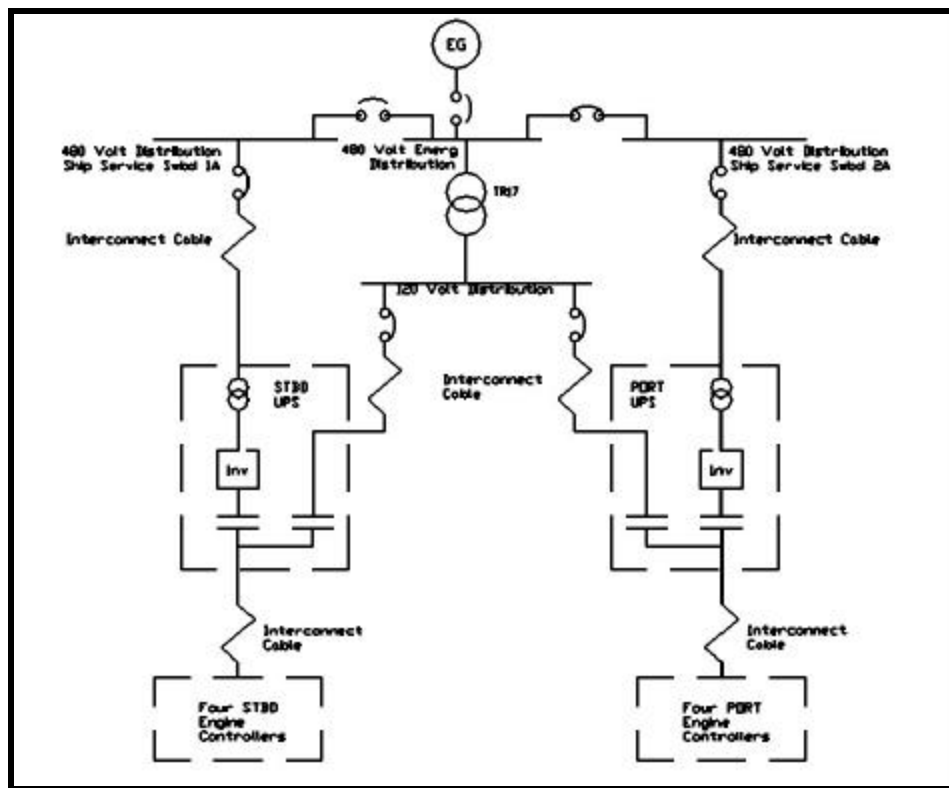 EG
480 Volt Distribution
Ship Service Swbd 1A
480 Volt Energ
Distribution
480 Volt Distribution
Ship Service Swbd 2A
TR17
Interconnect Cable
Interconnect Cable
120 Volt Distribution
Interconnect
Cable
STBD
UPS
PORT
UPS
Inv
Inv
Interconnect
Cable
Interconnect
Cable
Four STBD
Engine
Controllers
Four PORT
Engine
Controllers